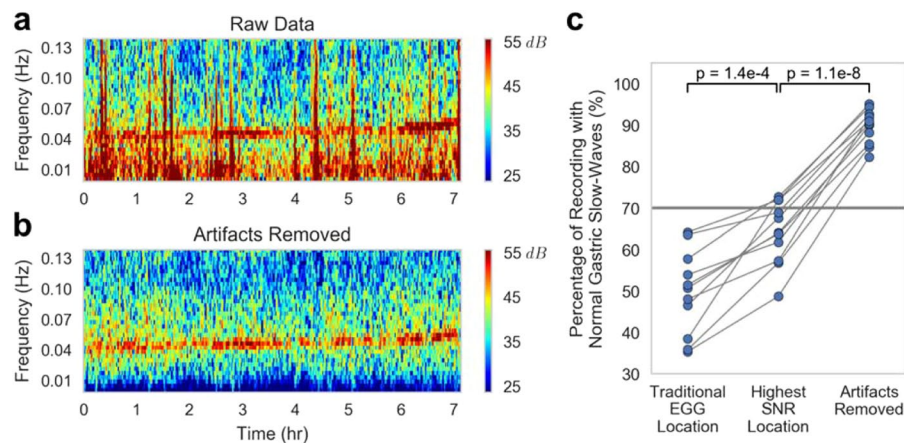 a
Raw Data
Frequency (Hz)
0.13
0.10
0.07
0.04
0.01
0 1 2 3 4 5 6 7
55 dB
45
35
25
b
Artifacts Removed
Frequency (Hz)
0.13
0.10
0.07
0.04
0.01
0 1 2 3 4 5 6 7
Time (hr)
55 dB
45
35
25
c
p = 1.4e-4 p = 1.1e-8
Percentage of Recording with
Normal Gastric Slow-Waves (%)
100
90
80
70
60
50
40
30
Traditional
EGG
Location
Highest
SNR
Location
Artifacts
Removed